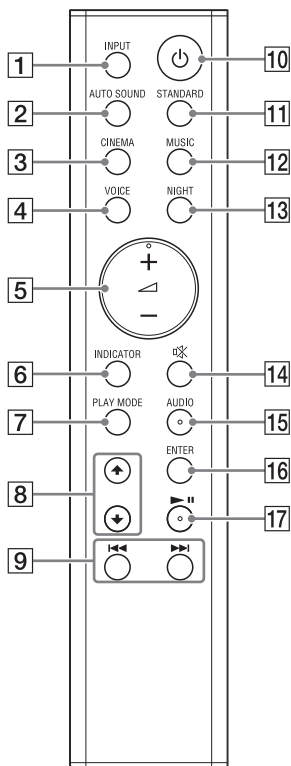 INPUT
1
10
AUTO SOUND STANDARD
2
11
CINEMA MUSIC
3
12
VOICE NIGHT
4
13
+
5
−
INDICATOR
6
14
PLAY MODE AUDIO
7
15
ENTER
8
16
17
9